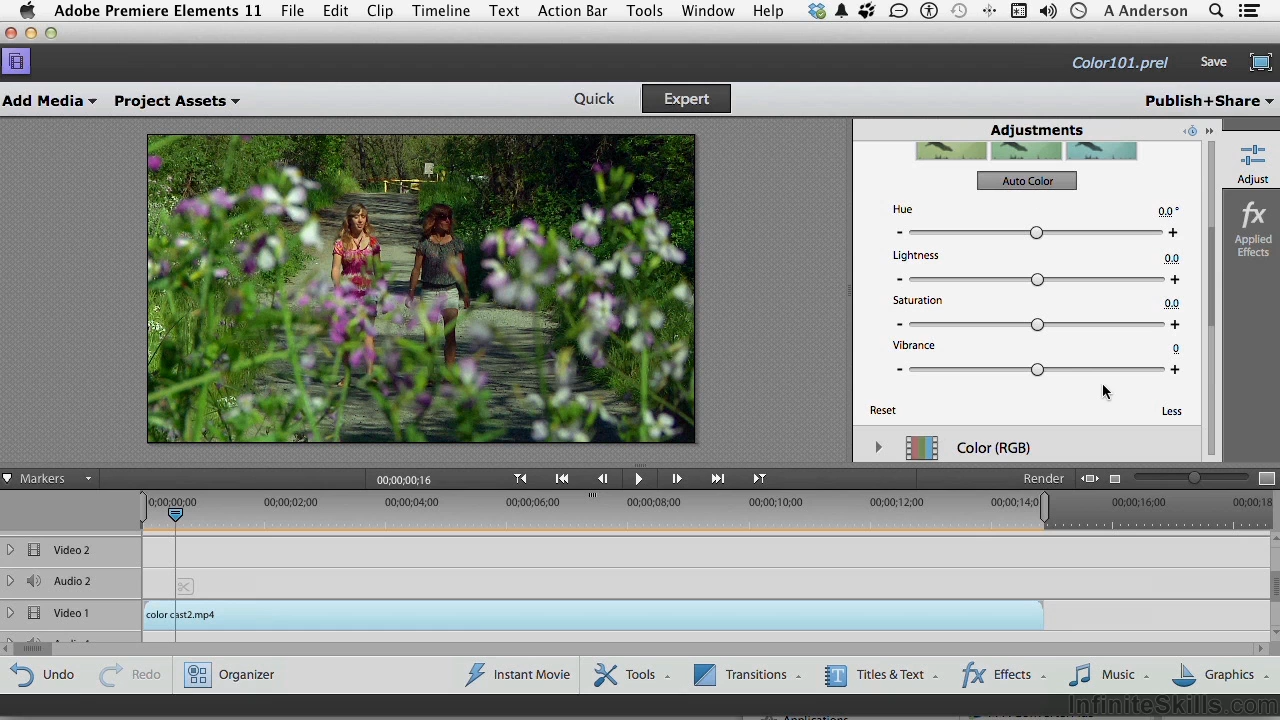 Adobe Premiere Elements 11 File Edit Clip Timeline Text Action Bar Tools Window Help A Anderson
Color101.prel Save
Add Media Project Assets Quick Expert Publish+Share
Adjustments
Adjust
Auto Color
Hue 0.0 °
- +
Applied
Effects
Lightness 0.0
- +
Saturation 0.0
- +
Vibrance 0
- +
Reset Less
Color (RGB)
Markers 00;00;00;16 Render
0;00;00;00 00;00;02;00 00;00;04;00 00;00;06;00 00;00;08;00 00;00;10;00 00;00;12;00 00;00;14;0 00;00;16;00 00;00;18
Video 2
Audio 2
Video 1 color cast2.mp4
Undo Redo Organizer Instant Movie Tools Transitions Titles & Text Effects Music Graphics
InfiniteSkills.com
Applications